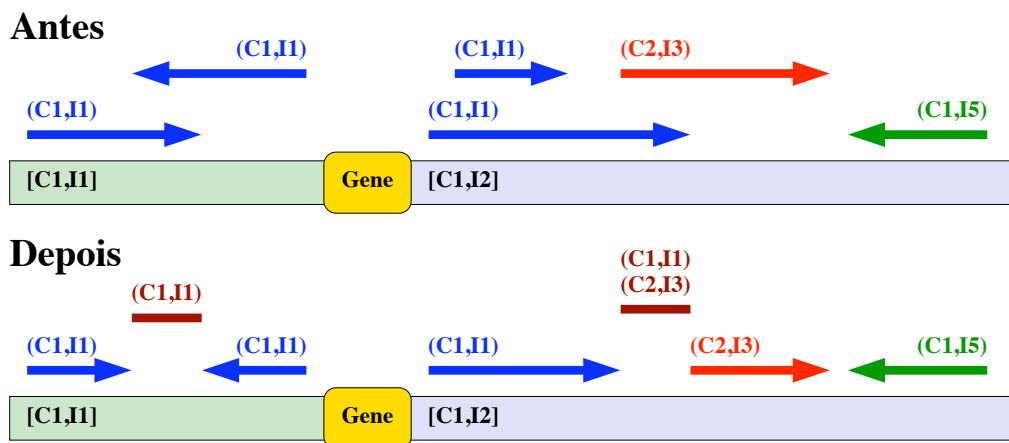 Antes
(C1,I1) (C1,I1) (C2,I3)
(C1,I1) (C1,I1) (C1,I5)
[C1,I1] Gene [C1,I2]
Depois
(C1,I1)
(C1,I1)
(C2,I3)
(C1,I1) (C1,I1) (C1,I1) (C2,I3) (C1,I5)
[C1,I1] Gene [C1,I2]